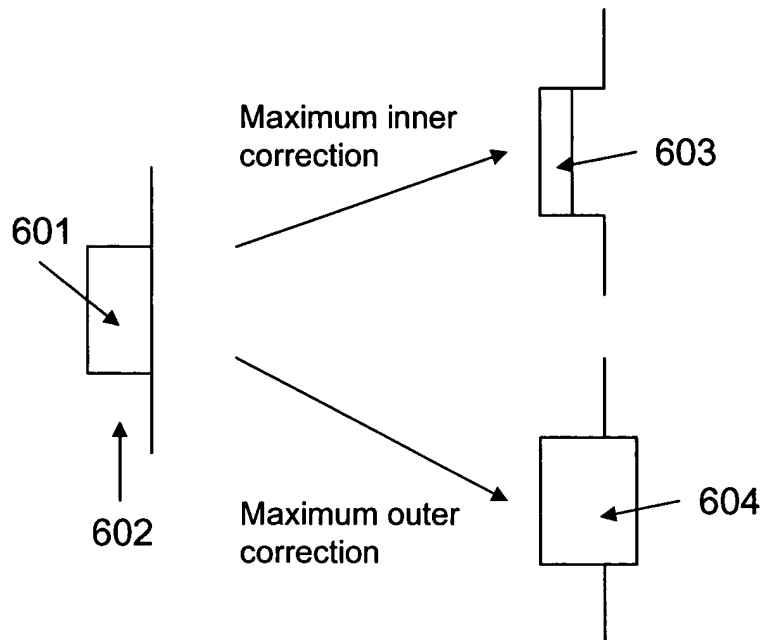 Maximum inner
correction
603
601
602
Maximum outer
correction
604